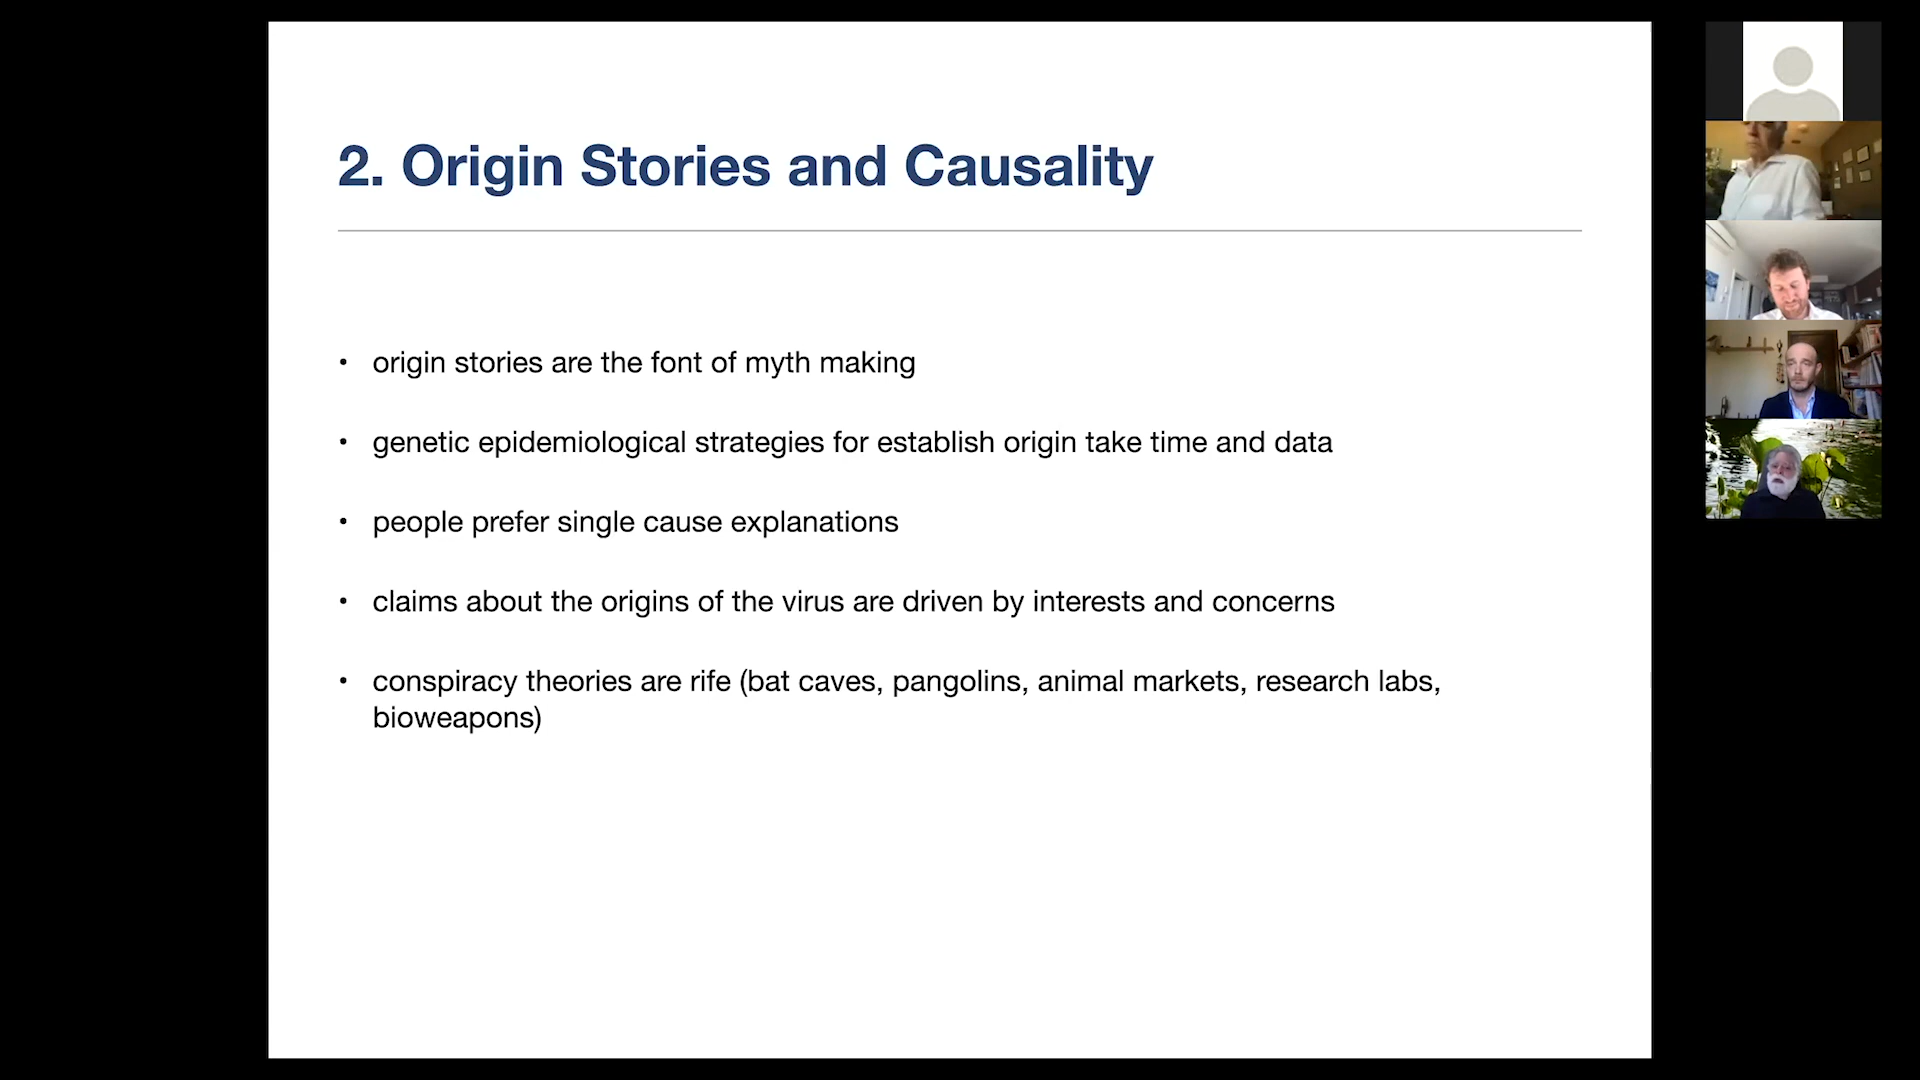 2. Origin Stories and Causality
• origin stories are the font of myth making
• genetic epidemiological strategies for establish origin take time and data
• people prefer single cause explanations
• claims about the origins of the virus are driven by interests and concerns
• conspiracy theories are rife (bat caves, pangolins, animal markets, research labs,
bioweapons)